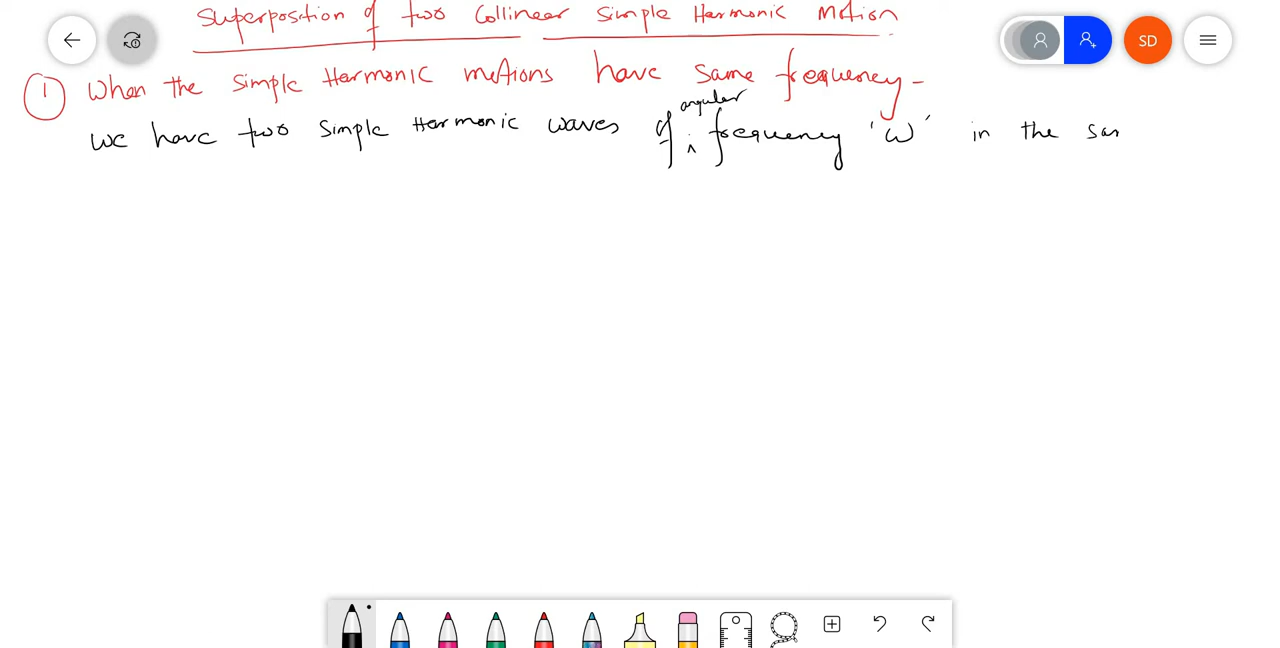 Superposition of two Collinear Simple Harmonic Motion
SD
1 When the Simple Harmonic motions have same frequency -
angular
We have two Simple Harmonic waves of ^ frequency 'ω' in the sam